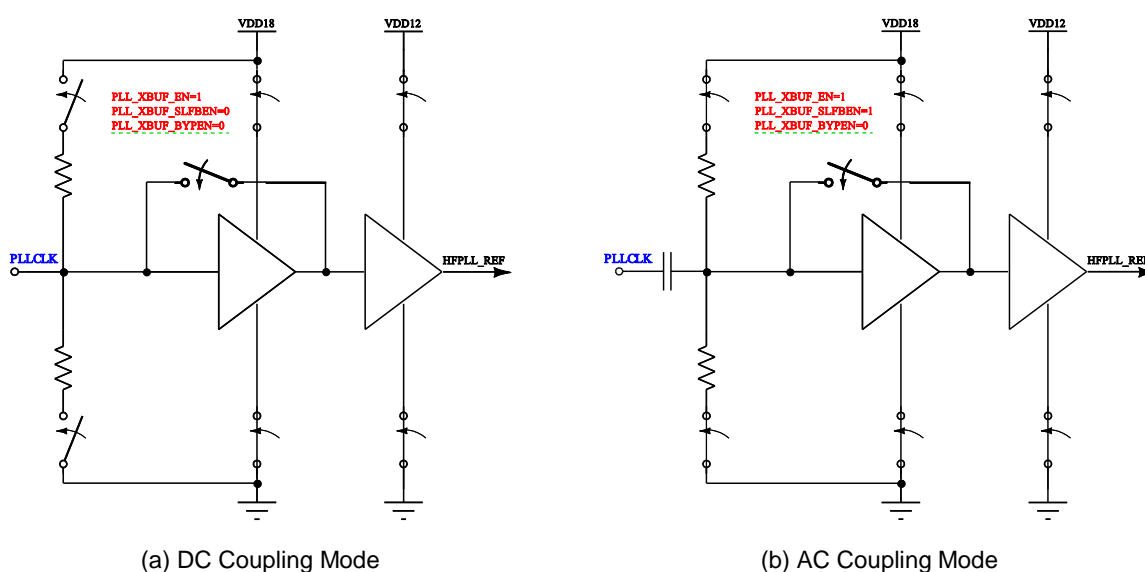 VDD18
VDD12
PLL_XBUF_EN=1
PLL_XBUF_SLFBEN=0
PLL_XBUF_BYPEN=0
PLLCLK
HFPLL_REF
(a) DC Coupling Mode
VDD18
VDD12
PLL_XBUF_EN=1
PLL_XBUF_SLFBEN=1
PLL_XBUF_BYPEN=0
PLLCLK
HFPLL_REF
(b) AC Coupling Mode